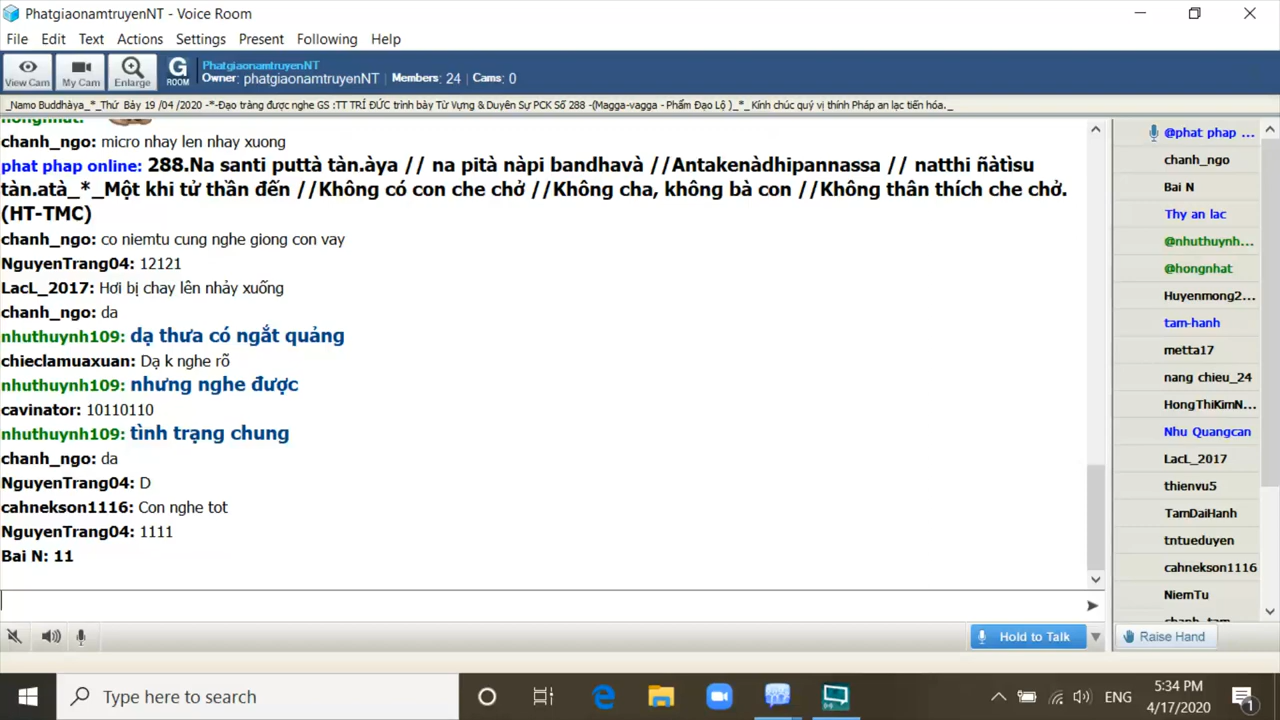 PhatgiaonamtruyenNT - Voice Room
File Edit Text Actions Settings Present Following Help
View Cam My Cam Enlarge G ROOM PhatgiaonamtruyenNT
Owner: phatgiaonamtruyenNT Members: 24 Cams: 0
_Namo Buddhàya_*_Thứ Bảy 19 /04 /2020 -*-Đạo tràng được nghe GS :TT TRÍ ĐỨC trình bày Từ Vựng & Duyên Sự PCK Số 288 -(Magga-vagga - Phẩm Đạo Lộ )_*_ Kính chúc quý vị thính Pháp an lạc tiến hóa._
hongnhat:
chanh_ngo: micro nhay len nhay xuong
phat phap online: 288.Na santi puttà tàn.àya // na pità nàpi bandhavà //Antakenàdhipannassa // natthi ñàtìsu
tàn.atà_*_Một khi tử thần đến //Không có con che chở //Không cha, không bà con //Không thân thích che chở.
(HT-TMC)
chanh_ngo: co niemtu cung nghe giong con vay
NguyenTrang04: 12121
LacL_2017: Hơi bị chay lên nhảy xuống
chanh_ngo: da
nhuthuynh109: dạ thưa có ngắt quảng
chieclamuaxuan: Dạ k nghe rõ
nhuthuynh109: nhưng nghe được
cavinator: 10110110
nhuthuynh109: tình trạng chung
chanh_ngo: da
NguyenTrang04: D
cahnekson1116: Con nghe tot
NguyenTrang04: 1111
Bai N: 11
@phat phap ...
chanh_ngo
Bai N
Thy an lac
@nhuthuynh...
@hongnhat
Huyenmong2...
tam-hanh
metta17
nang chieu_24
HongThiKimN...
Nhu Quangcan
LacL_2017
thienvu5
TamDaiHanh
tntueduyen
cahnekson1116
NiemTu
chanh_tam
Hold to Talk Raise Hand
Type here to search
ENG
5:34 PM
4/17/2020
1